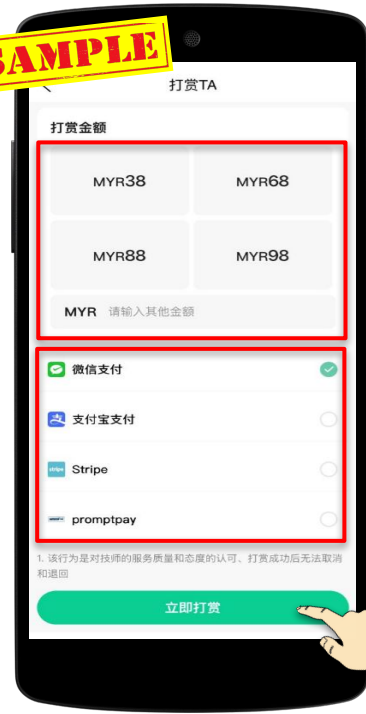 SAMPLE
打赏TA
打赏金额
MYR38 MYR68
MYR88 MYR98
MYR 请输入其他金额
微信支付
支付宝支付
stripe Stripe
promptpay
1. 该行为是对技师的服务质量和态度的认可、打赏成功后无法取消
和退回
立即打赏